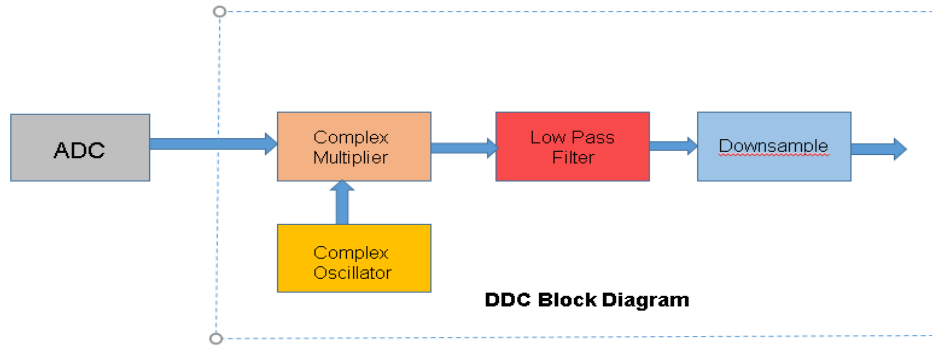 ADC
Complex
Multiplier
Low Pass
Filter
Downsample
Complex
Oscillator
DDC Block Diagram